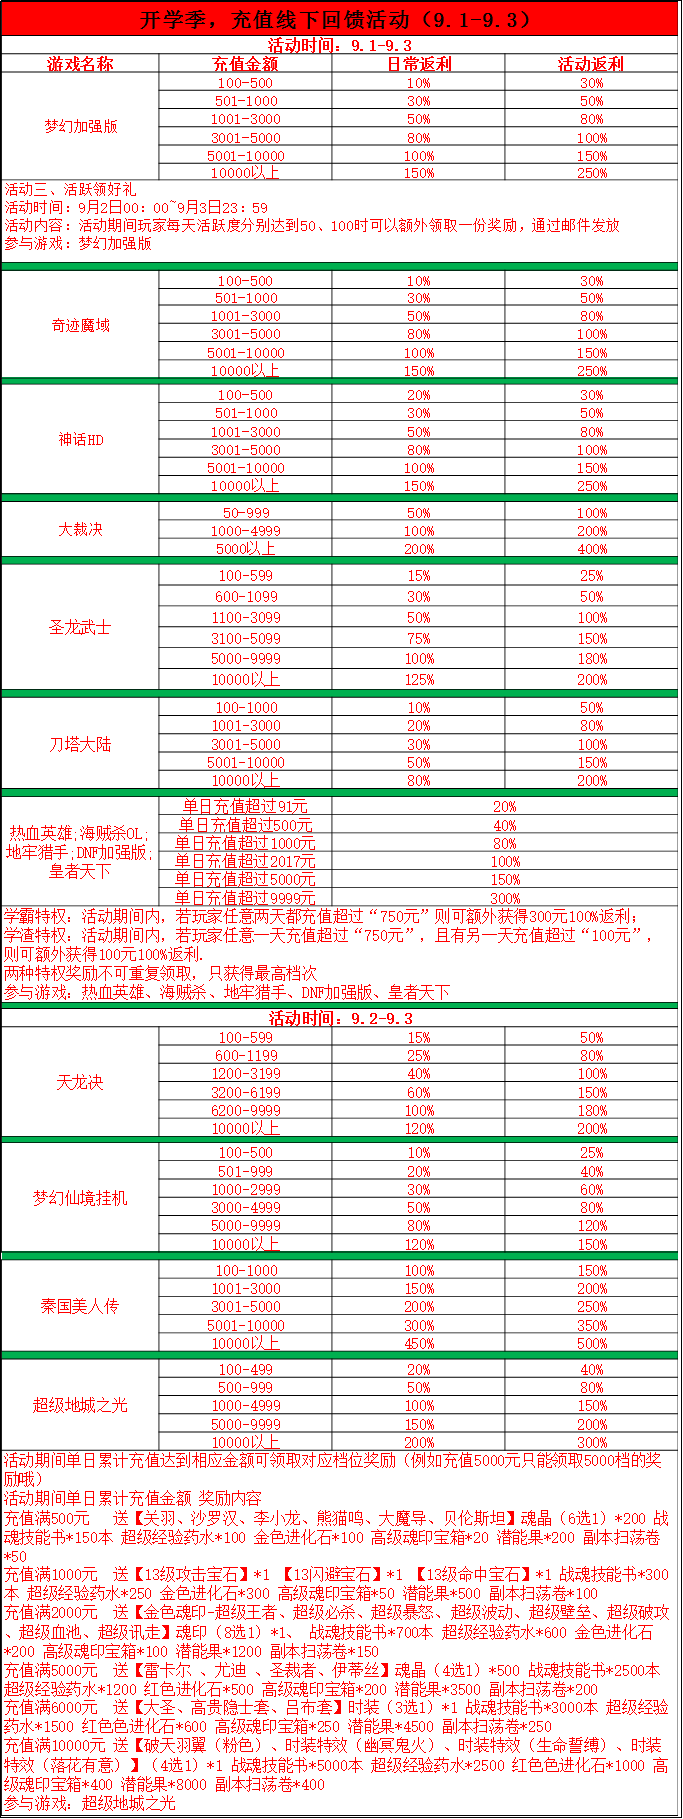 开学季，充值线下回馈活动（9.1-9.3）
活动时间：9.1-9.3
游戏名称 充值金额 日常返利 活动返利
梦幻加强版
100-500 10% 30%
501-1000 30% 50%
1001-3000 50% 80%
3001-5000 80% 100%
5001-10000 100% 150%
10000以上 150% 250%
活动三、活跃领好礼
活动时间：9月2日00：00~9月3日23：59
活动内容：活动期间玩家每天活跃度分别达到50、100时可以额外领取一份奖励，通过邮件发放
参与游戏：梦幻加强版
奇迹魔域
100-500 10% 30%
501-1000 30% 50%
1001-3000 50% 80%
3001-5000 80% 100%
5001-10000 100% 150%
10000以上 150% 250%
神话HD
100-500 20% 30%
501-1000 30% 50%
1001-3000 50% 80%
3001-5000 80% 100%
5001-10000 100% 150%
10000以上 150% 250%
大裁决
50-999 50% 100%
1000-4999 100% 200%
5000以上 200% 400%
圣龙武士
100-599 15% 25%
600-1099 30% 50%
1100-3099 50% 100%
3100-5099 75% 150%
5000-9999 100% 180%
10000以上 125% 200%
刀塔大陆
100-1000 10% 50%
1001-3000 20% 80%
3001-5000 30% 100%
5001-10000 50% 150%
10000以上 80% 200%
热血英雄;海贼杀OL;
地牢猎手;DNF加强版;
皇者天下
单日充值超过91元 20%
单日充值超过500元 40%
单日充值超过1000元 80%
单日充值超过2017元 100%
单日充值超过5000元 150%
单日充值超过9999元 300%
学霸特权：活动期间内，若玩家任意两天都充值超过“750元”则可额外获得300元100%返利；
学渣特权：活动期间内，若玩家任意一天充值超过“750元”，且有另一天充值超过“100元”，
则可额外获得100元100%返利.
两种特权奖励不可重复领取，只获得最高档次
参与游戏：热血英雄、海贼杀、地牢猎手、DNF加强版、皇者天下
活动时间：9.2-9.3
天龙决
100-599 15% 50%
600-1199 25% 80%
1200-3199 40% 100%
3200-6199 60% 150%
6200-9999 100% 180%
10000以上 120% 200%
梦幻仙境挂机
100-500 10% 25%
501-999 20% 40%
1000-2999 30% 60%
3000-4999 50% 80%
5000-9999 80% 120%
10000以上 120% 150%
秦国美人传
100-1000 100% 150%
1001-3000 150% 200%
3001-5000 200% 250%
5001-10000 300% 350%
10000以上 450% 500%
超级地城之光
100-499 20% 40%
500-999 50% 80%
1000-4999 100% 150%
5000-9999 150% 200%
10000以上 200% 300%
活动期间单日累计充值达到相应金额可领取对应档位奖励（例如充值5000元只能领取5000档的奖
励哦）
活动期间单日累计充值金额 奖励内容
充值满500元 送【关羽、沙罗汉、李小龙、熊猫鸣、大魔导、贝伦斯坦】魂晶（6选1）*200 战
魂技能书*150本 超级经验药水*100 金色进化石*100 高级魂印宝箱*20 潜能果*200 副本扫荡卷
*50
充值满1000元 送【13级攻击宝石】*1 【13闪避宝石】*1 【13级命中宝石】*1 战魂技能书*300
本 超级经验药水*250 金色进化石*300 高级魂印宝箱*50 潜能果*500 副本扫荡卷*100
充值满2000元 送【金色魂印-超级王者、超级必杀、超级暴怒、超级波动、超级壁垒、超级破攻
、超级血池、超级讯走】魂印（8选1）*1、 战魂技能书*700本 超级经验药水*600 金色进化石
*200 高级魂印宝箱*100 潜能果*1200 副本扫荡卷*150
充值满5000元 送【雷卡尔 、尤迪 、圣裁者、伊蒂丝】魂晶（4选1）*500 战魂技能书*2500本
超级经验药水*1200 红色进化石*500 高级魂印宝箱*200 潜能果*3500 副本扫荡卷*200
充值满6000元 送【大圣、高贵隐士套、吕布套】时装（3选1）*1 战魂技能书*3000本 超级经验
药水*1500 红色色进化石*600 高级魂印宝箱*250 潜能果*4500 副本扫荡卷*250
充值满10000元 送【破天羽翼（粉色）、时装特效（幽冥鬼火）、时装特效（生命誓缚）、时装
特效（落花有意）】（4选1）*1 战魂技能书*5000本 超级经验药水*2500 红色色进化石*1000 高
级魂印宝箱*400 潜能果*8000 副本扫荡卷*400
参与游戏：超级地城之光